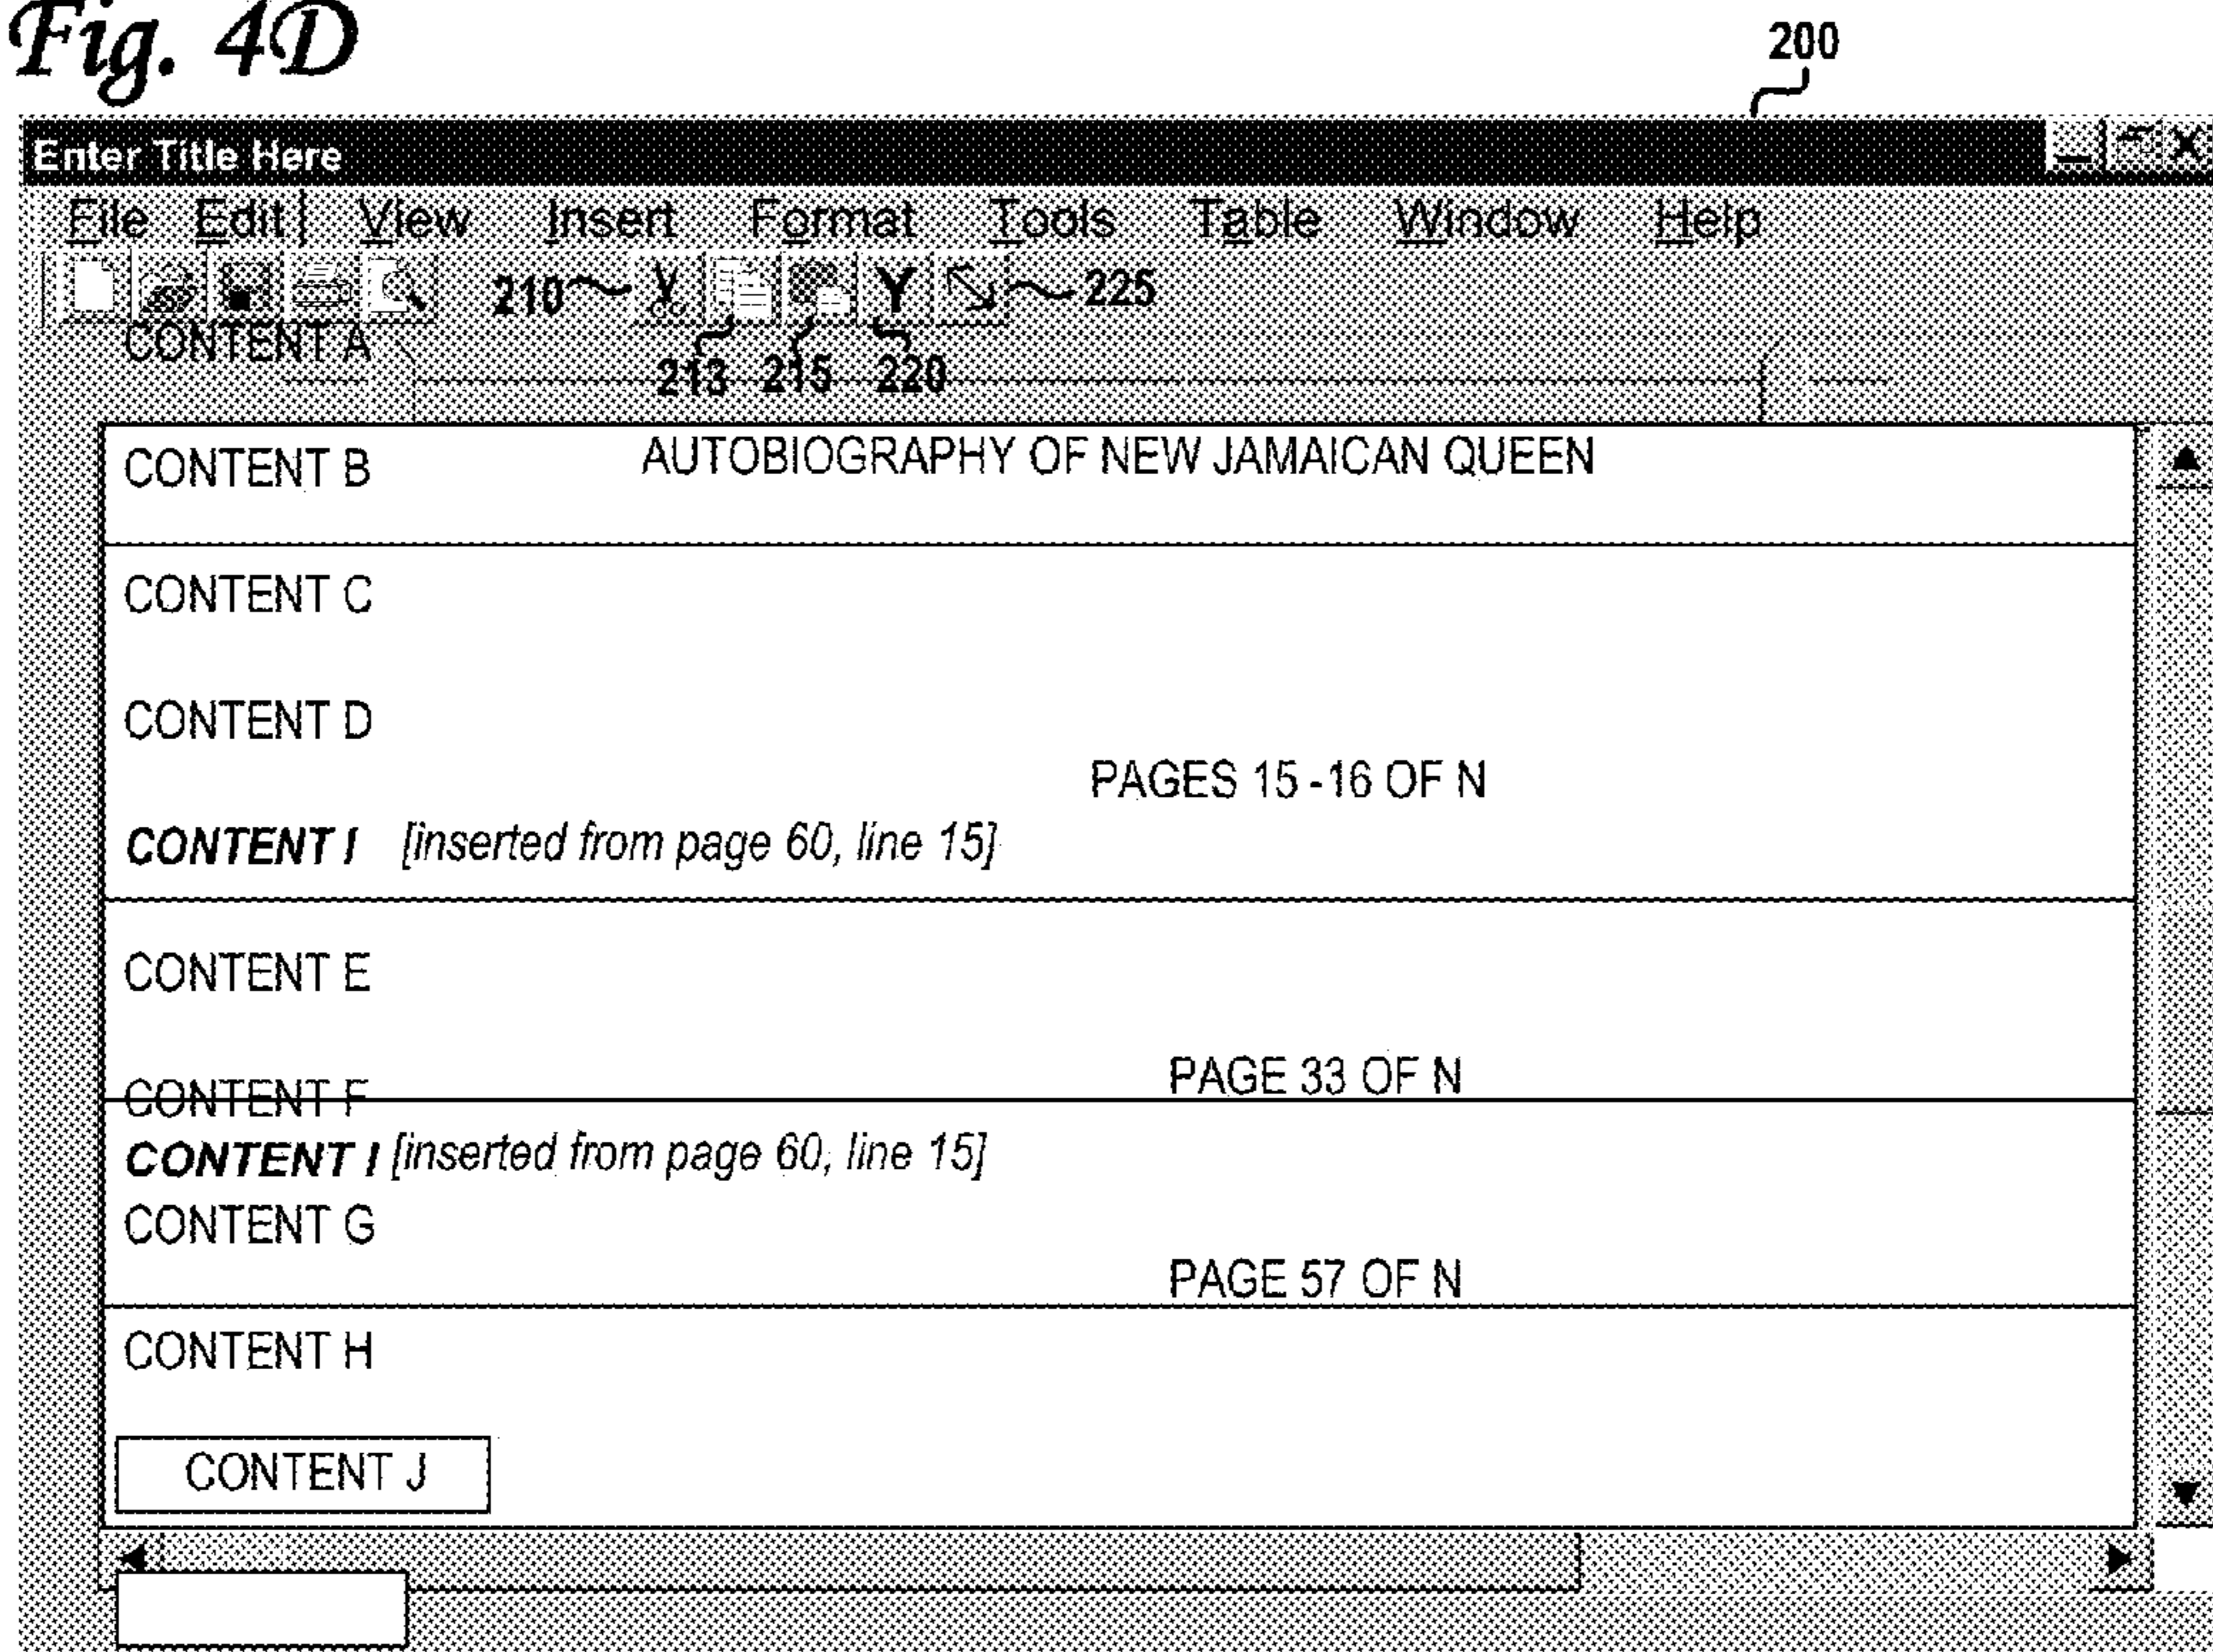 Fig. 4D
200
Enter Title Here
File Edit View Insert Format Tools Table Window Help
210 Y 225
CONTENT A
213 215 220
CONTENT B AUTOBIOGRAPHY OF NEW JAMAICAN QUEEN
CONTENT C
CONTENT D
PAGES 15 -16 OF N
CONTENT I [inserted from page 60, line 15]
CONTENT E
PAGE 33 OF N
CONTENT F
CONTENT I [inserted from page 60, line 15]
CONTENT G
PAGE 57 OF N
CONTENT H
CONTENT J